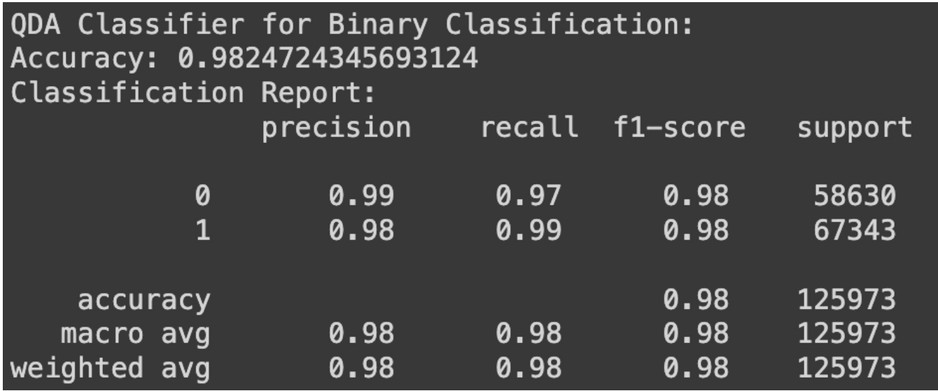 QDA Classifier for Binary Classification:
Accuracy: 0.9824724345693124
Classification Report:
precision recall f1-score support
0 0.99 0.97 0.98 58630
1 0.98 0.99 0.98 67343
accuracy 0.98 125973
macro avg 0.98 0.98 0.98 125973
weighted avg 0.98 0.98 0.98 125973